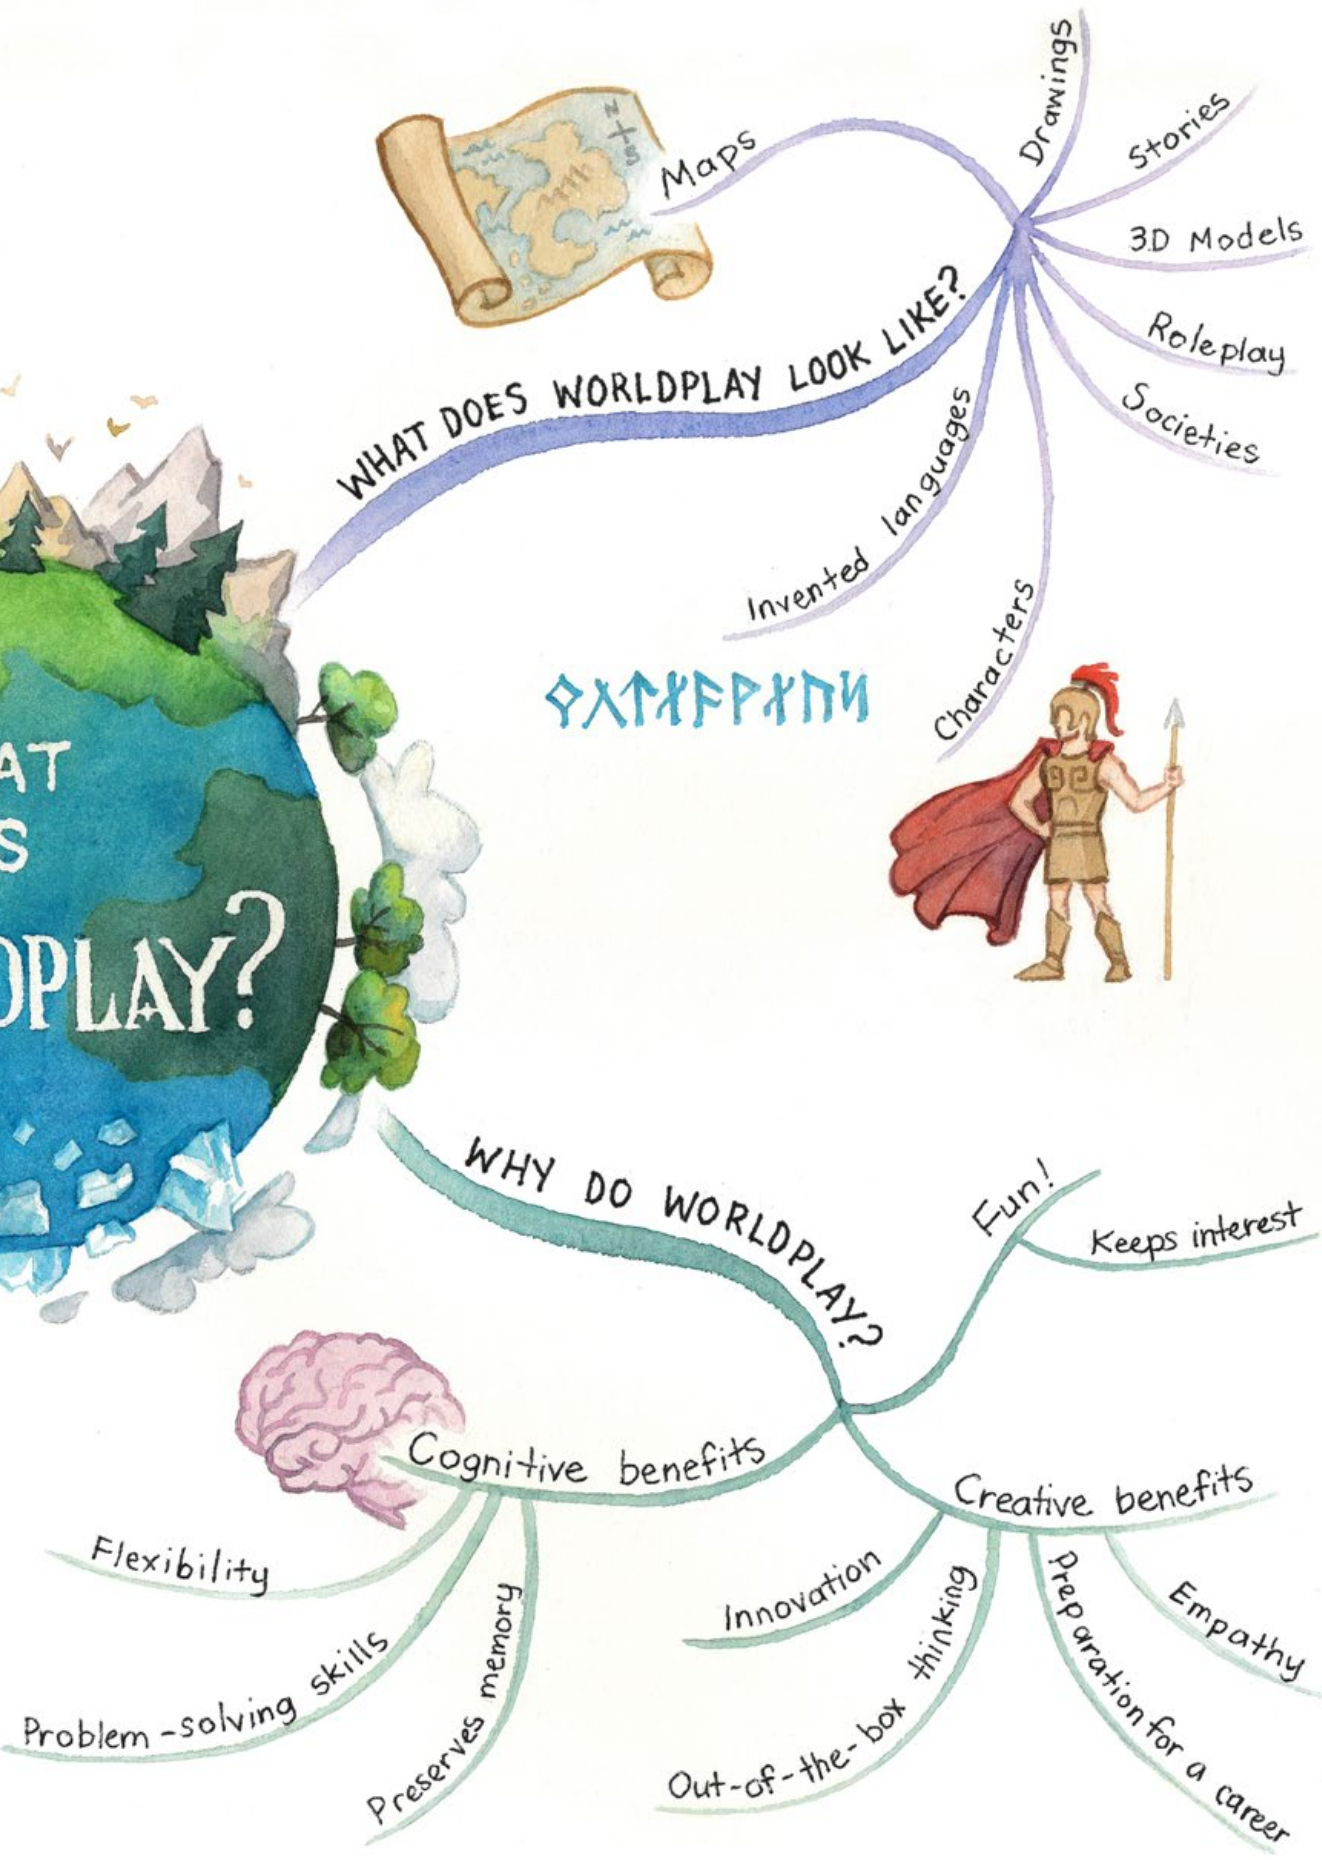 AT
S
DPLAY?
WHAT DOES WORLDPLAY LOOK LIKE?
Maps
N
S
Drawings
Stories
3D Models
Roleplay
Societies
Characters
Invented languages
WHY DO WORLDPLAY?
Fun!
Keeps interest
Creative benefits
Empathy
Preparation for a career
Out-of-the-box thinking
Innovation
Cognitive benefits
Preserves memory
Problem-solving skills
Flexibility